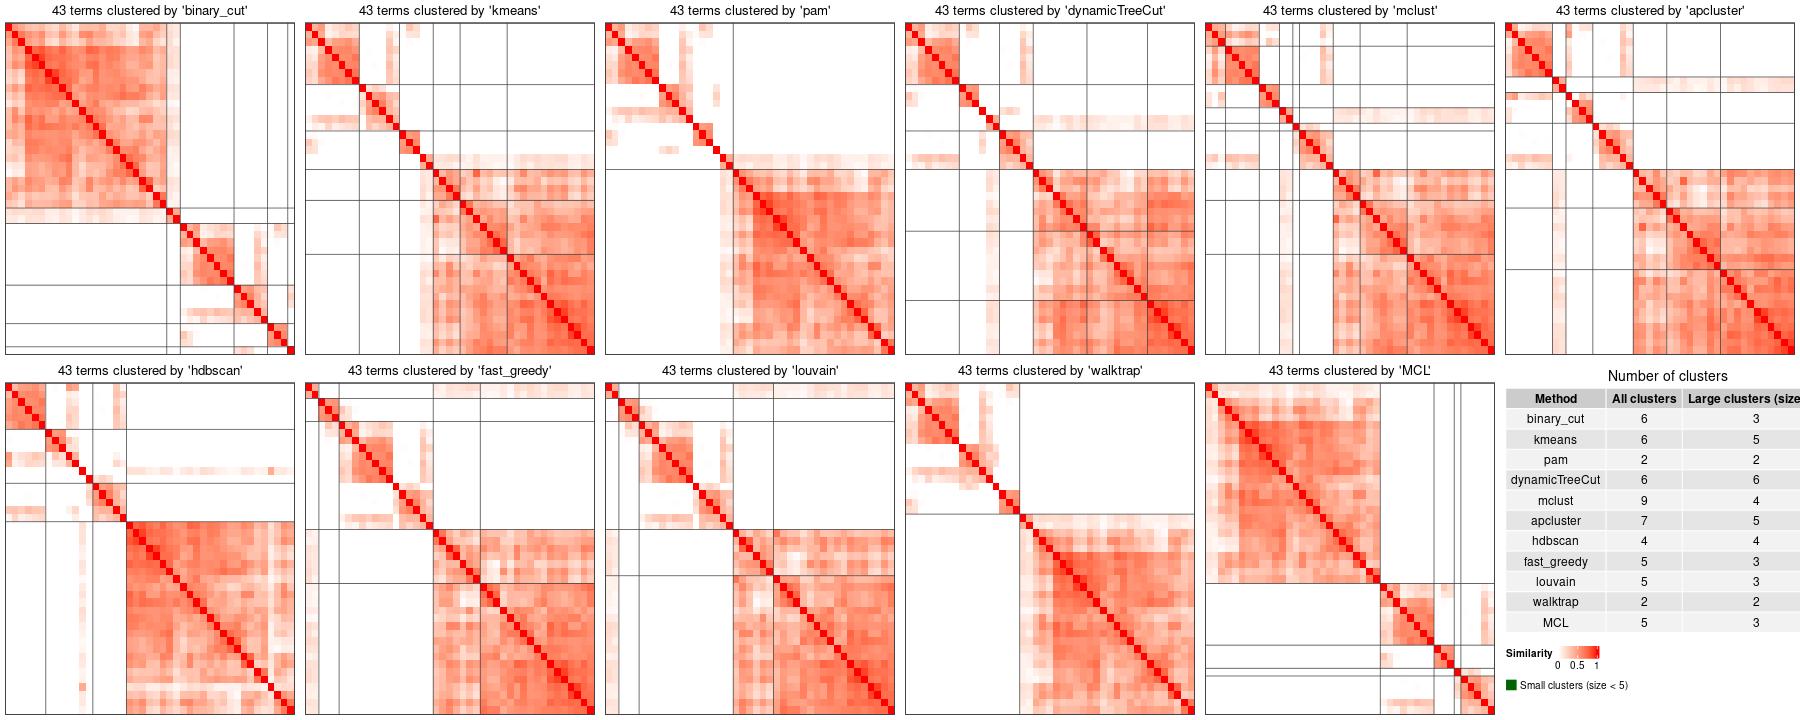 43 terms clustered by 'binary_cut'
43 terms clustered by 'kmeans'
43 terms clustered by 'pam'
43 terms clustered by 'dynamicTreeCut'
43 terms clustered by 'mclust'
43 terms clustered by 'apcluster'
43 terms clustered by 'hdbscan'
43 terms clustered by 'fast_greedy'
43 terms clustered by 'louvain'
43 terms clustered by 'walktrap'
43 terms clustered by 'MCL'
Number of clusters
Method All clusters Large clusters (size
binary_cut 6 3
kmeans 6 5
pam 2 2
dynamicTreeCut 6 6
mclust 9 4
apcluster 7 5
hdbscan 4 4
fast_greedy 5 3
louvain 5 3
walktrap 2 2
MCL 5 3
Similarity
0 0.5 1
Small clusters (size < 5)